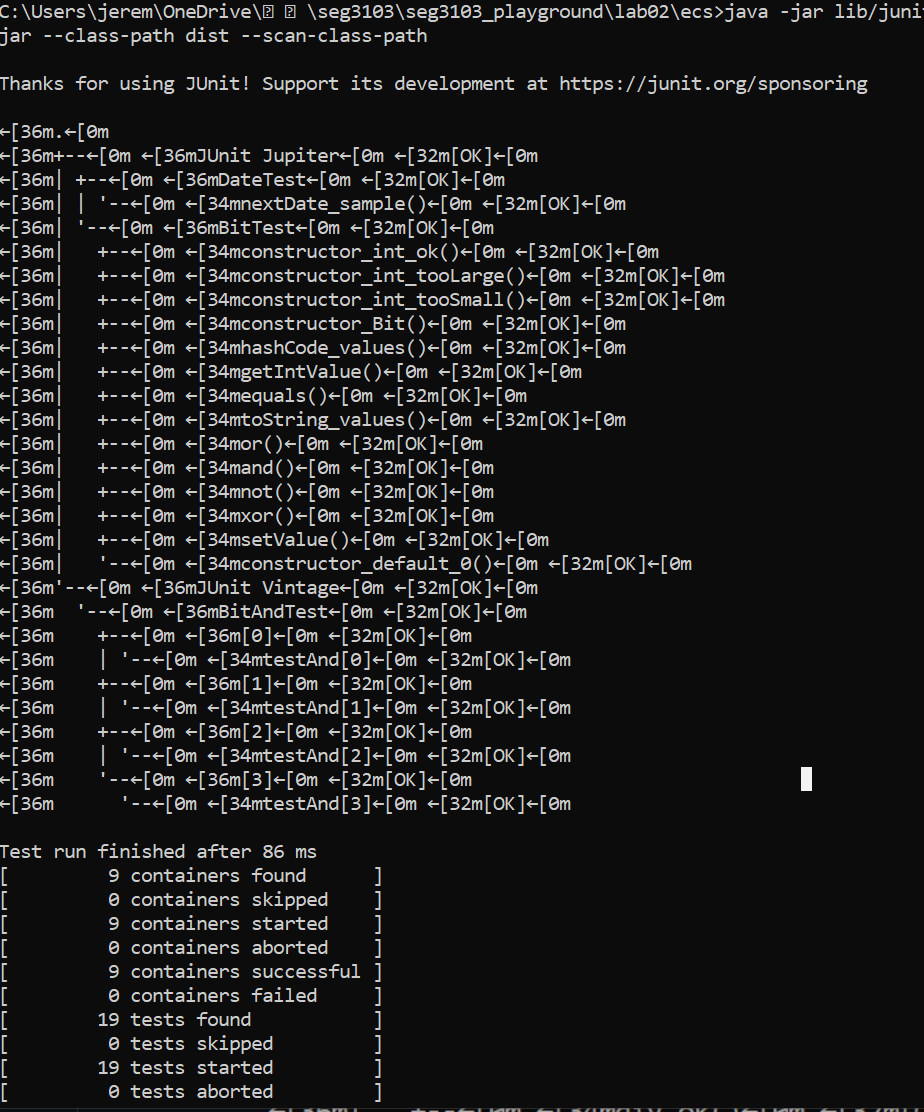 C:\Users\jerem\OneDrive\ \seg3103\seg3103_playground\lab02\ecs>java -jar lib/juni
jar --class-path dist --scan-class-path
Thanks for using JUnit! Support its development at https://junit.org/sponsoring
←[36m.←[0m
←[36m+--←[0m ←[36mJUnit Jupiter←[0m ←[32m[OK]←[0m
←[36m| +--←[0m ←[36mDateTest←[0m ←[32m[OK]←[0m
←[36m| | '--←[0m ←[34mnextDate_sample()←[0m ←[32m[OK]←[0m
←[36m| '--←[0m ←[36mBitTest←[0m ←[32m[OK]←[0m
←[36m|   +--←[0m ←[34mconstructor_int_ok()←[0m ←[32m[OK]←[0m
←[36m|   +--←[0m ←[34mconstructor_int_tooLarge()←[0m ←[32m[OK]←[0m
←[36m|   +--←[0m ←[34mconstructor_int_tooSmall()←[0m ←[32m[OK]←[0m
←[36m|   +--←[0m ←[34mconstructor_Bit()←[0m ←[32m[OK]←[0m
←[36m|   +--←[0m ←[34mhashCode_values()←[0m ←[32m[OK]←[0m
←[36m|   +--←[0m ←[34mgetIntValue()←[0m ←[32m[OK]←[0m
←[36m|   +--←[0m ←[34mequals()←[0m ←[32m[OK]←[0m
←[36m|   +--←[0m ←[34mtoString_values()←[0m ←[32m[OK]←[0m
←[36m|   +--←[0m ←[34mor()←[0m ←[32m[OK]←[0m
←[36m|   +--←[0m ←[34mand()←[0m ←[32m[OK]←[0m
←[36m|   +--←[0m ←[34mnot()←[0m ←[32m[OK]←[0m
←[36m|   +--←[0m ←[34mxor()←[0m ←[32m[OK]←[0m
←[36m|   +--←[0m ←[34msetValue()←[0m ←[32m[OK]←[0m
←[36m|   '--←[0m ←[34mconstructor_default_0()←[0m ←[32m[OK]←[0m
←[36m'--←[0m ←[36mJUnit Vintage←[0m ←[32m[OK]←[0m
←[36m  '--←[0m ←[36mBitAndTest←[0m ←[32m[OK]←[0m
←[36m    +--←[0m ←[36m[0]←[0m ←[32m[OK]←[0m
←[36m    | '--←[0m ←[34mtestAnd[0]←[0m ←[32m[OK]←[0m
←[36m    +--←[0m ←[36m[1]←[0m ←[32m[OK]←[0m
←[36m    | '--←[0m ←[34mtestAnd[1]←[0m ←[32m[OK]←[0m
←[36m    +--←[0m ←[36m[2]←[0m ←[32m[OK]←[0m
←[36m    | '--←[0m ←[34mtestAnd[2]←[0m ←[32m[OK]←[0m
←[36m    '--←[0m ←[36m[3]←[0m ←[32m[OK]←[0m
←[36m      '--←[0m ←[34mtestAnd[3]←[0m ←[32m[OK]←[0m
Test run finished after 86 ms
[         9 containers found      ]
[         0 containers skipped    ]
[         9 containers started    ]
[         0 containers aborted    ]
[         9 containers successful ]
[         0 containers failed     ]
[        19 tests found           ]
[         0 tests skipped         ]
[        19 tests started         ]
[         0 tests aborted         ]